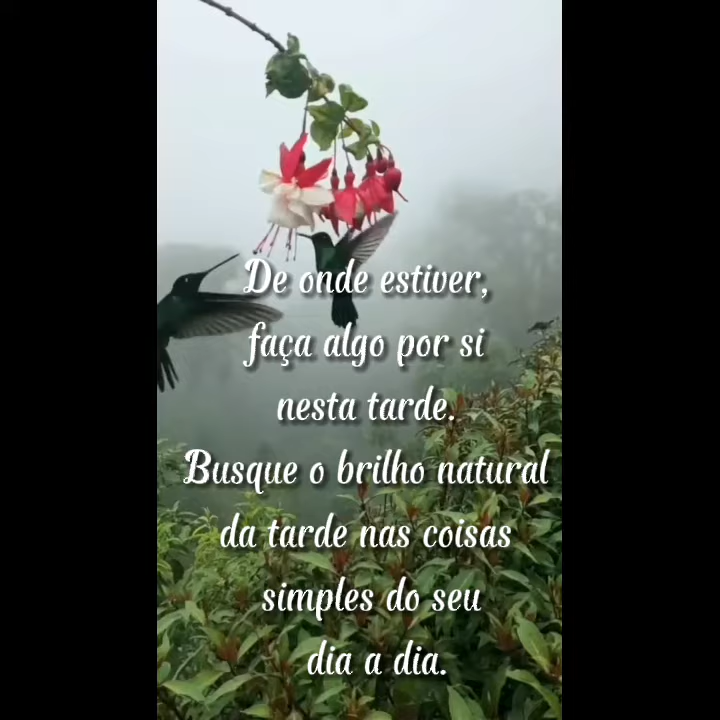 De onde estiver,
faça algo por si
nesta tarde.
Busque o brilho natural
da tarde nas coisas
simples do seu
dia a dia.